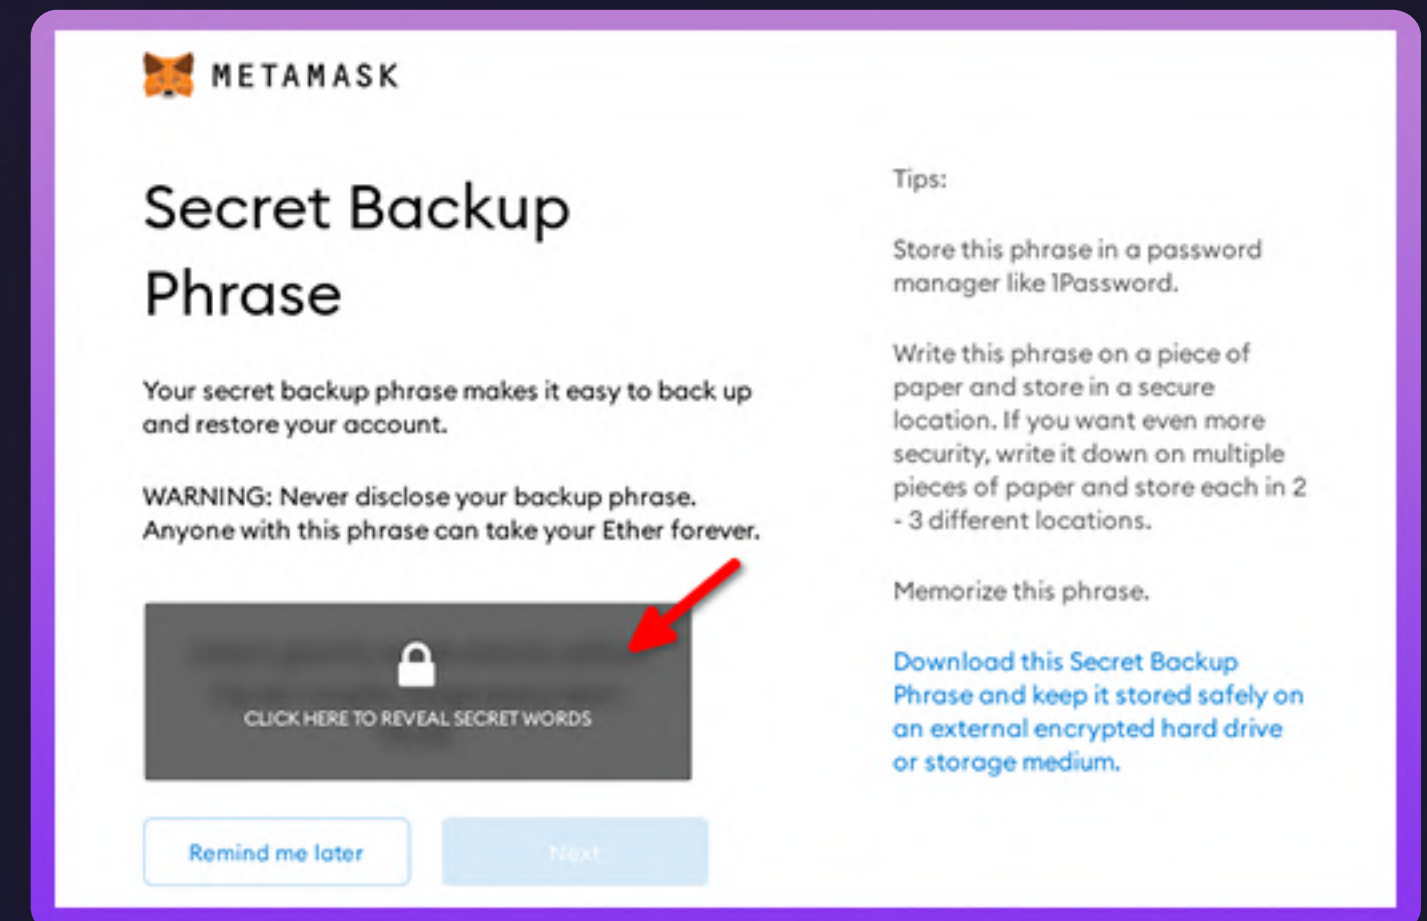 METAMASK
Secret Backup
Phrase
Your secret backup phrase makes it easy to back up
and restore your account.
WARNING: Never disclose your backup phrase.
Anyone with this phrase can take your Ether forever.
CLICK HERE TO REVEAL SECRET WORDS
Remind me later
Next
Tips:
Store this phrase in a password
manager like 1Password.
Write this phrase on a piece of
paper and store in a secure
location. If you want even more
security, write it down on multiple
pieces of paper and store each in 2
- 3 different locations.
Memorize this phrase.
Download this Secret Backup
Phrase and keep it stored safely on
an external encrypted hard drive
or storage medium.